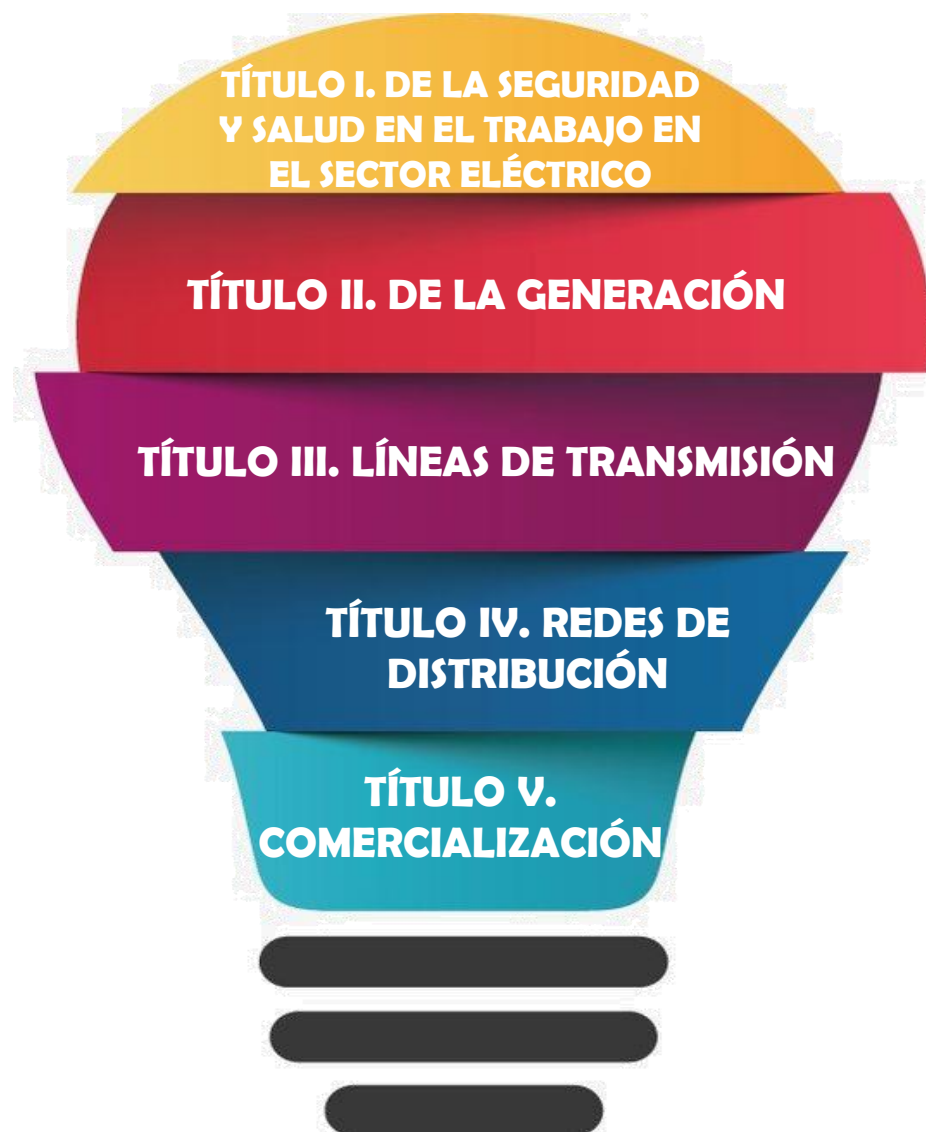 TÍTULO I. DE LA SEGURIDAD
Y SALUD EN EL TRABAJO EN
EL SECTOR ELÉCTRICO
TÍTULO II. DE LA GENERACIÓN
TÍTULO III. LÍNEAS DE TRANSMISIÓN
TÍTULO IV. REDES DE
DISTRIBUCIÓN
TÍTULO V.
COMERCIALIZACIÓN